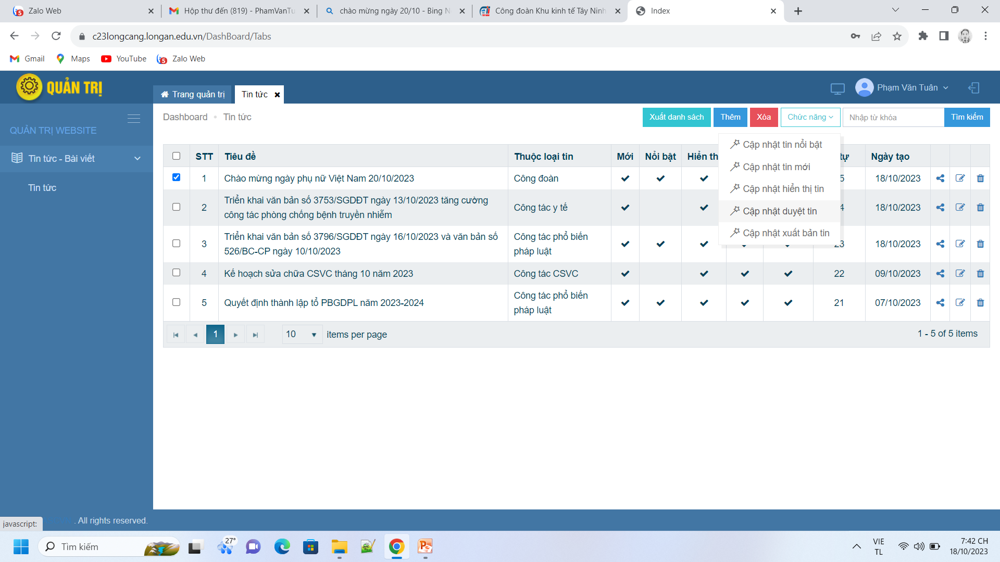 Zalo Web
Hộp thư đến (819) - PhamVanTu
chào mừng ngày 20/10 - Bing N
Công đoàn Khu kinh tế Tây Ninh
Index
c23longcang.longan.edu.vn/DashBoard/Tabs
Gmail
Maps
YouTube
Zalo Web
QUẢN TRỊ
Trang quản trị
Tin tức
Phạm Văn Tuân
QUẢN TRỊ WEBSITE
Tin tức - Bài viết
Tin tức
Dashboard • Tin tức
Xuất danh sách
Thêm
Xóa
Chức năng
Nhập từ khóa
Tìm kiếm
Cập nhật tin nổi bật
Cập nhật tin mới
Cập nhật hiển thị tin
Cập nhật duyệt tin
Cập nhật xuất bản tin
STT Tiêu đề Thuộc loại tin Mới Nổi bật Hiển th tự Ngày tạo
1 Chào mừng ngày phụ nữ Việt Nam 20/10/2023 Công đoàn 5 18/10/2023
2 Triển khai văn bản số 3753/SGDĐT ngày 13/10/2023 tăng cường
công tác phòng chống bệnh truyền nhiễm Công tác y tế 4 18/10/2023
3 Triển khai văn bản số 3796/SGDĐT ngày 16/10/2023 và văn bản số
526/BC-CP ngày 10/10/2023 Công tác phổ biến
pháp luật 23 18/10/2023
4 Kế hoạch sửa chữa CSVC tháng 10 năm 2023 Công tác CSVC 22 09/10/2023
5 Quyết định thành lập tổ PBGDPL năm 2023-2024 Công tác phổ biến
pháp luật 21 07/10/2023
1 10 items per page 1 - 5 of 5 items
. All rights reserved.
javascript:
Tìm kiếm
27°
VIE
TL
7:42 CH
18/10/2023